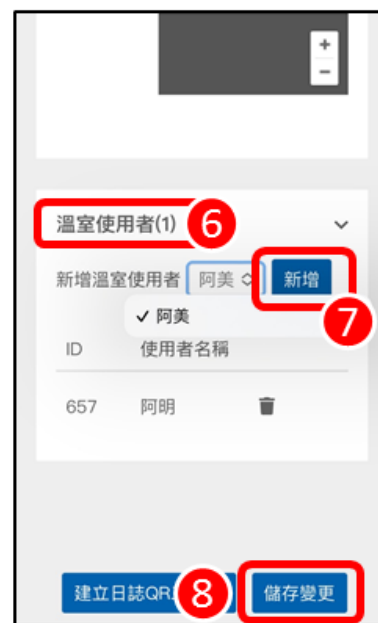 +
−
溫室使用者(1) 6
新增溫室使用者 阿美 新增
✓ 阿美 7
ID 使用者名稱
657 阿明
建立日誌QR 8 儲存變更